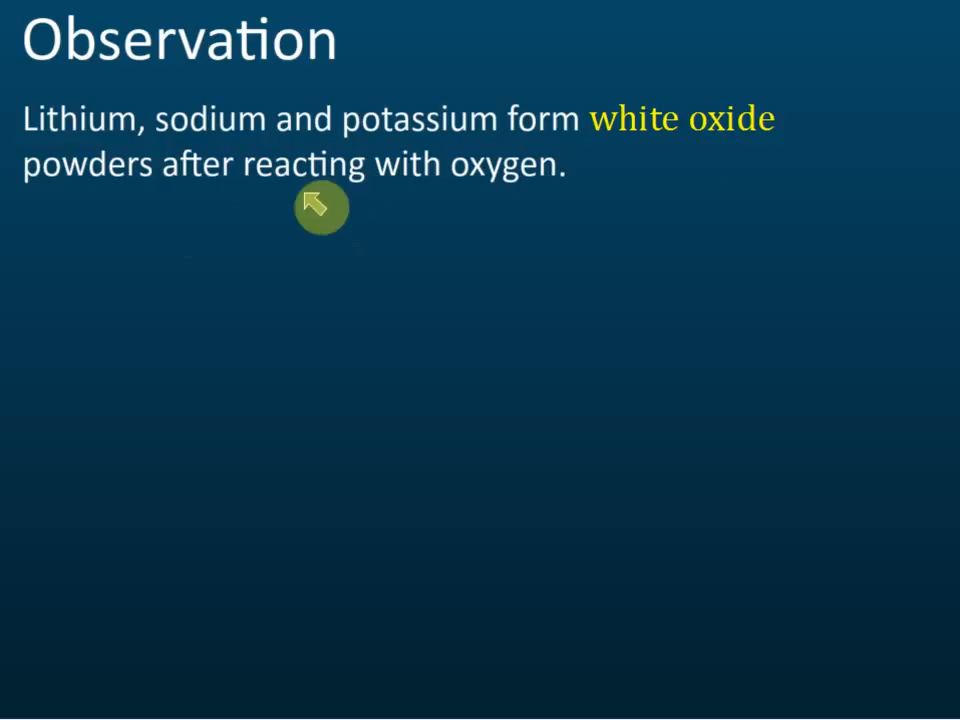 Observation
Lithium, sodium and potassium form white oxide
powders after reacting with oxygen.